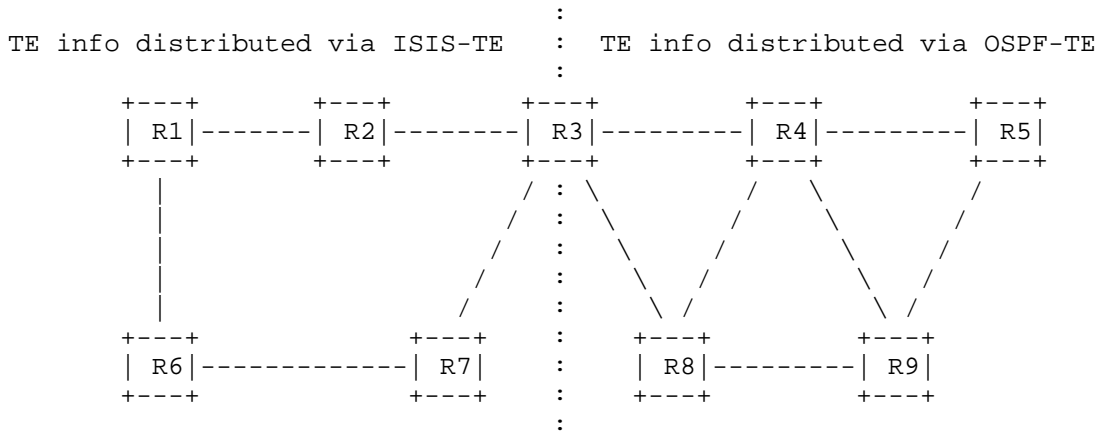 TE info distributed via ISIS-TE : TE info distributed via OSPF-TE
R1 R2 R3 R4 R5
R6 R7 R8 R9